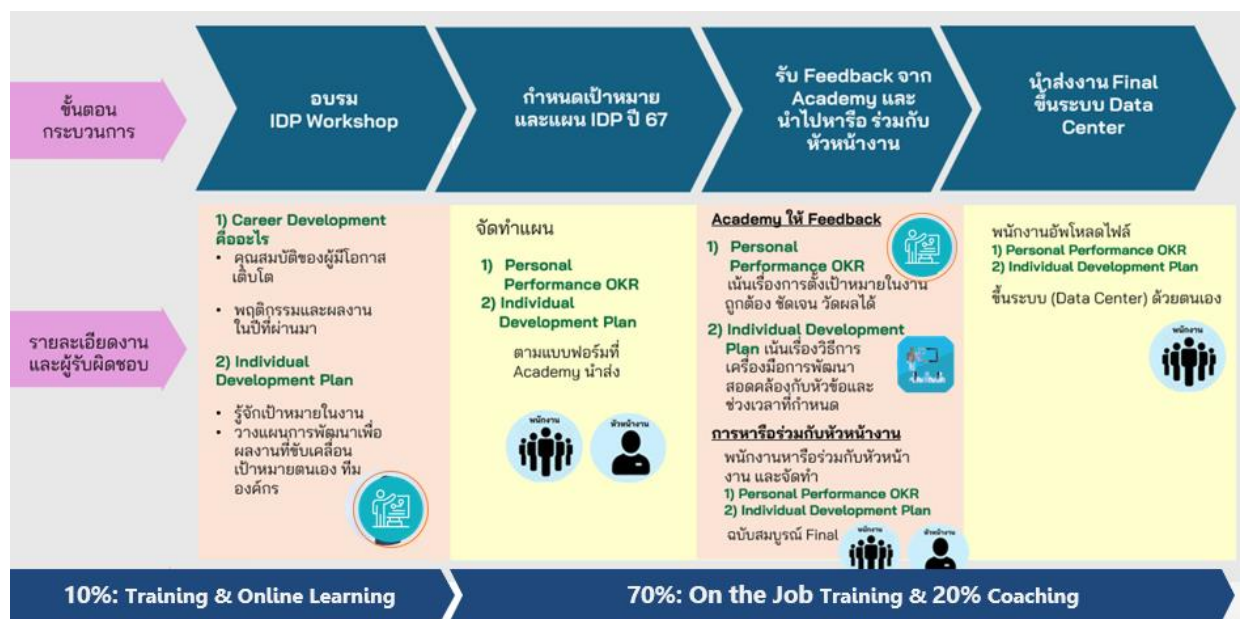 ขั้นตอน
กระบวนการ
อบรม
IDP Workshop
กำหนดเป้าหมาย
และแผน IDP ปี 67
รับ Feedback จาก
Academy และ
นำไปหารือ ร่วมกับ
หัวหน้างาน
นำส่งงาน Final
ขึ้นระบบ Data
Center
รายละเอียดงาน
และผู้รับผิดชอบ
1) Career Development
คืออะไร
• คุณสมบัติของผู้มีโอกาส
เติบโต
• พฤติกรรมและผลงาน
ในปีที่ผ่านมา
2) Individual
Development Plan
• รู้จักเป้าหมายในงาน
• วางแผนการพัฒนาเพื่อ
ผลงานที่ขับเคลื่อน
เป้าหมายตนเอง ทีม
องค์กร
จัดทำแผน
1) Personal
Performance OKR
2) Individual
Development Plan
ตามแบบฟอร์มที่
Academy นำส่ง
พนักงาน
หัวหน้างาน
Academy ให้ Feedback
1) Personal
Performance OKR
เน้นเรื่องการตั้งเป้าหมายในงาน
ถูกต้อง ชัดเจน วัดผลได้
2) Individual Development
Plan เน้นเรื่องวิธีการ
เครื่องมือการพัฒนา
สอดคล้องกับหัวข้อและ
ช่วงเวลาที่กำหนด
การหารือร่วมกับหัวหน้างาน
พนักงานหารือร่วมกับหัวหน้า
งาน และจัดทำ
1) Personal Performance OKR
2) Individual Development Plan
ฉบับสมบูรณ์ Final
พนักงาน
หัวหน้างาน
พนักงานอัพโหลดไฟล์
1) Personal Performance OKR
2) Individual Development Plan
ขึ้นระบบ (Data Center) ด้วยตนเอง
พนักงาน
10%: Training & Online Learning
70%: On the Job Training & 20% Coaching